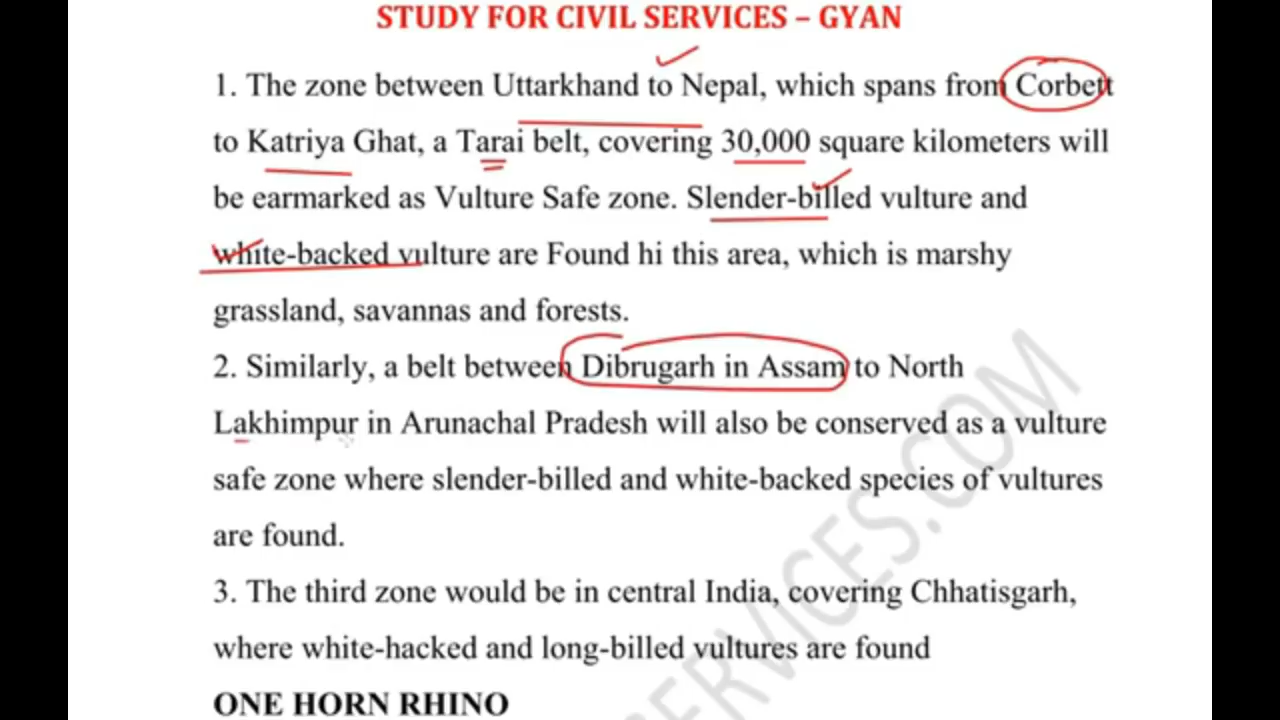 STUDY FOR CIVIL SERVICES – GYAN
1. The zone between Uttarkhand to Nepal, which spans from Corbett
to Katriya Ghat, a Tarai belt, covering 30,000 square kilometers will
be earmarked as Vulture Safe zone. Slender-billed vulture and
white-backed vulture are Found hi this area, which is marshy
grassland, savannas and forests.
2. Similarly, a belt between Dibrugarh in Assam to North
Lakhimpur in Arunachal Pradesh will also be conserved as a vulture
safe zone where slender-billed and white-backed species of vultures
are found.
3. The third zone would be in central India, covering Chhatisgarh,
where white-hacked and long-billed vultures are found
ONE HORN RHINO
SERVICES.COM